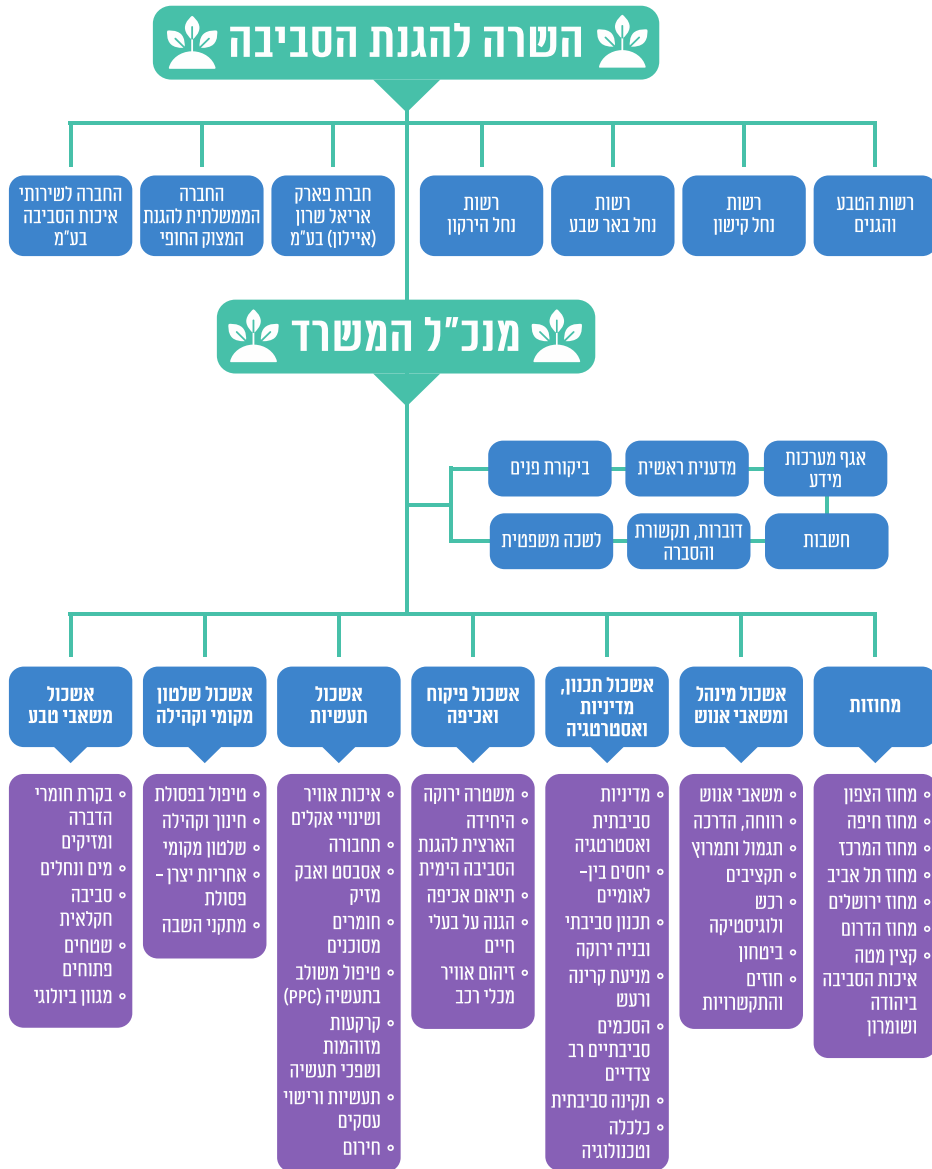 השרה להגנת הסביבה
רשות הטבע
והגנים
רשות
נחל קישון
רשות
נחל באר שבע
רשות
נחל הירקון
חברת פארק
אריאל שרון
(איילון) בע"מ
החברה
הממשלתית להגנת
המצוק החופי
החברה לשירותי
איכות הסביבה
בע"מ
מנכ"ל המשרד
אגף מערכות
מידע
מדענית ראשית
ביקורת פנים
חשבות
דוברות, תקשורת
והסברה
לשכה משפטית
מחוזות
◦ מחוז הצפון
◦ מחוז חיפה
◦ מחוז המרכז
◦ מחוז תל אביב
◦ מחוז ירושלים
◦ מחוז הדרום
◦ קצין מטה
איכות הסביבה
ביהודה
ושומרון
אשכול מינהל
ומשאבי אנוש
◦ משאבי אנוש
◦ רווחה, הדרכה
◦ תגמול ותמרוץ
◦ תקציבים
◦ רכש
ולוגיסטיקה
◦ ביטחון
◦ חוזים
והתקשרויות
אשכול תכנון,
מדיניות
ואסטרטגיה
◦ מדיניות
סביבתית
ואסטרטגיה
◦ יחסים בין-
לאומיים
◦ תכנון סביבתי
ובניה ירוקה
◦ מניעת קרינה
ורעש
◦ הסכמים
סביבתיים רב
צדדיים
◦ תקינה סביבתית
◦ כלכלה
וטכנולוגיה
אשכול פיקוח
ואכיפה
◦ משטרה ירוקה
◦ היחידה
הארצית להגנת
הסביבה הימית
◦ תיאום אכיפה
◦ הגנה על בעלי
חיים
◦ זיהום אוויר
מכלי רכב
אשכול
תעשיות
◦ איכות אוויר
ושינויי אקלים
◦ תחבורה
◦ אסבסט ואבק
מזיק
◦ חומרים
מסוכנים
◦ טיפול משולב
בתעשיה (PPC)
◦ קרקעות
מזוהמות
ושפכי תעשיה
◦ תעשיות ורישוי
עסקים
◦ חירום
אשכול שלטון
מקומי וקהילה
◦ טיפול בפסולת
◦ חינוך וקהילה
◦ שלטון מקומי
◦ אחריות יצרן -
פסולת
◦ מתקני השבה
אשכול
משאבי טבע
◦ בקרת חומרי
הדברה
ומזיקים
◦ מים ונחלים
◦ סביבה
חקלאית
◦ שטחים
פתוחים
◦ מגוון ביולוגי